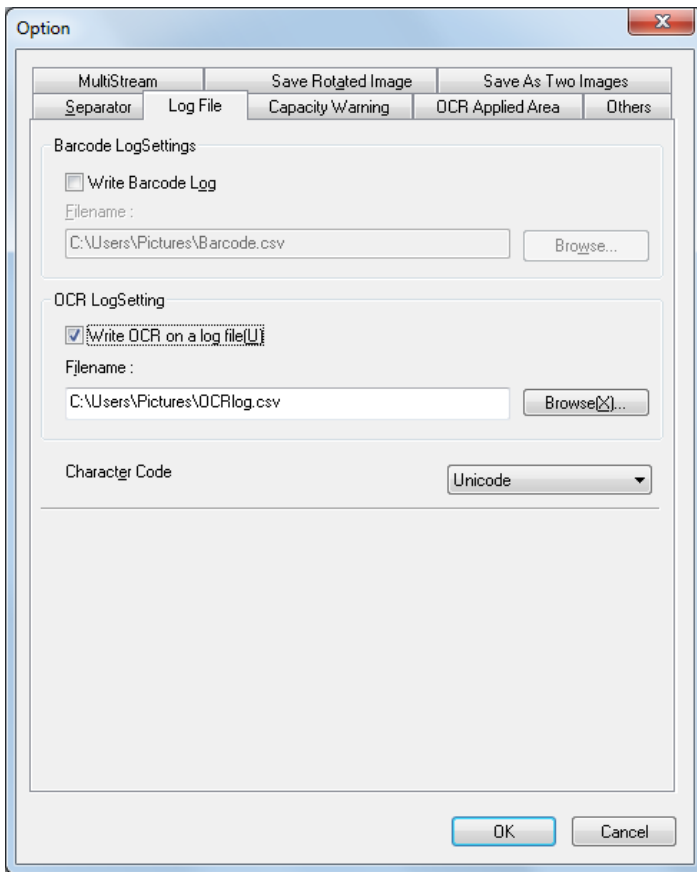 Option
MultiStream Save Rotated Image Save As Two Images
Separator Log File Capacity Warning OCR Applied Area Others
Barcode LogSettings
Write Barcode Log
Filename :
C:\Users\Pictures\Barcode.csv Browse...
OCR LogSetting
Write OCR on a log file(U)
Filename :
C:\Users\Pictures\OCRlog.csv Browse(X)...
Character Code Unicode
OK Cancel